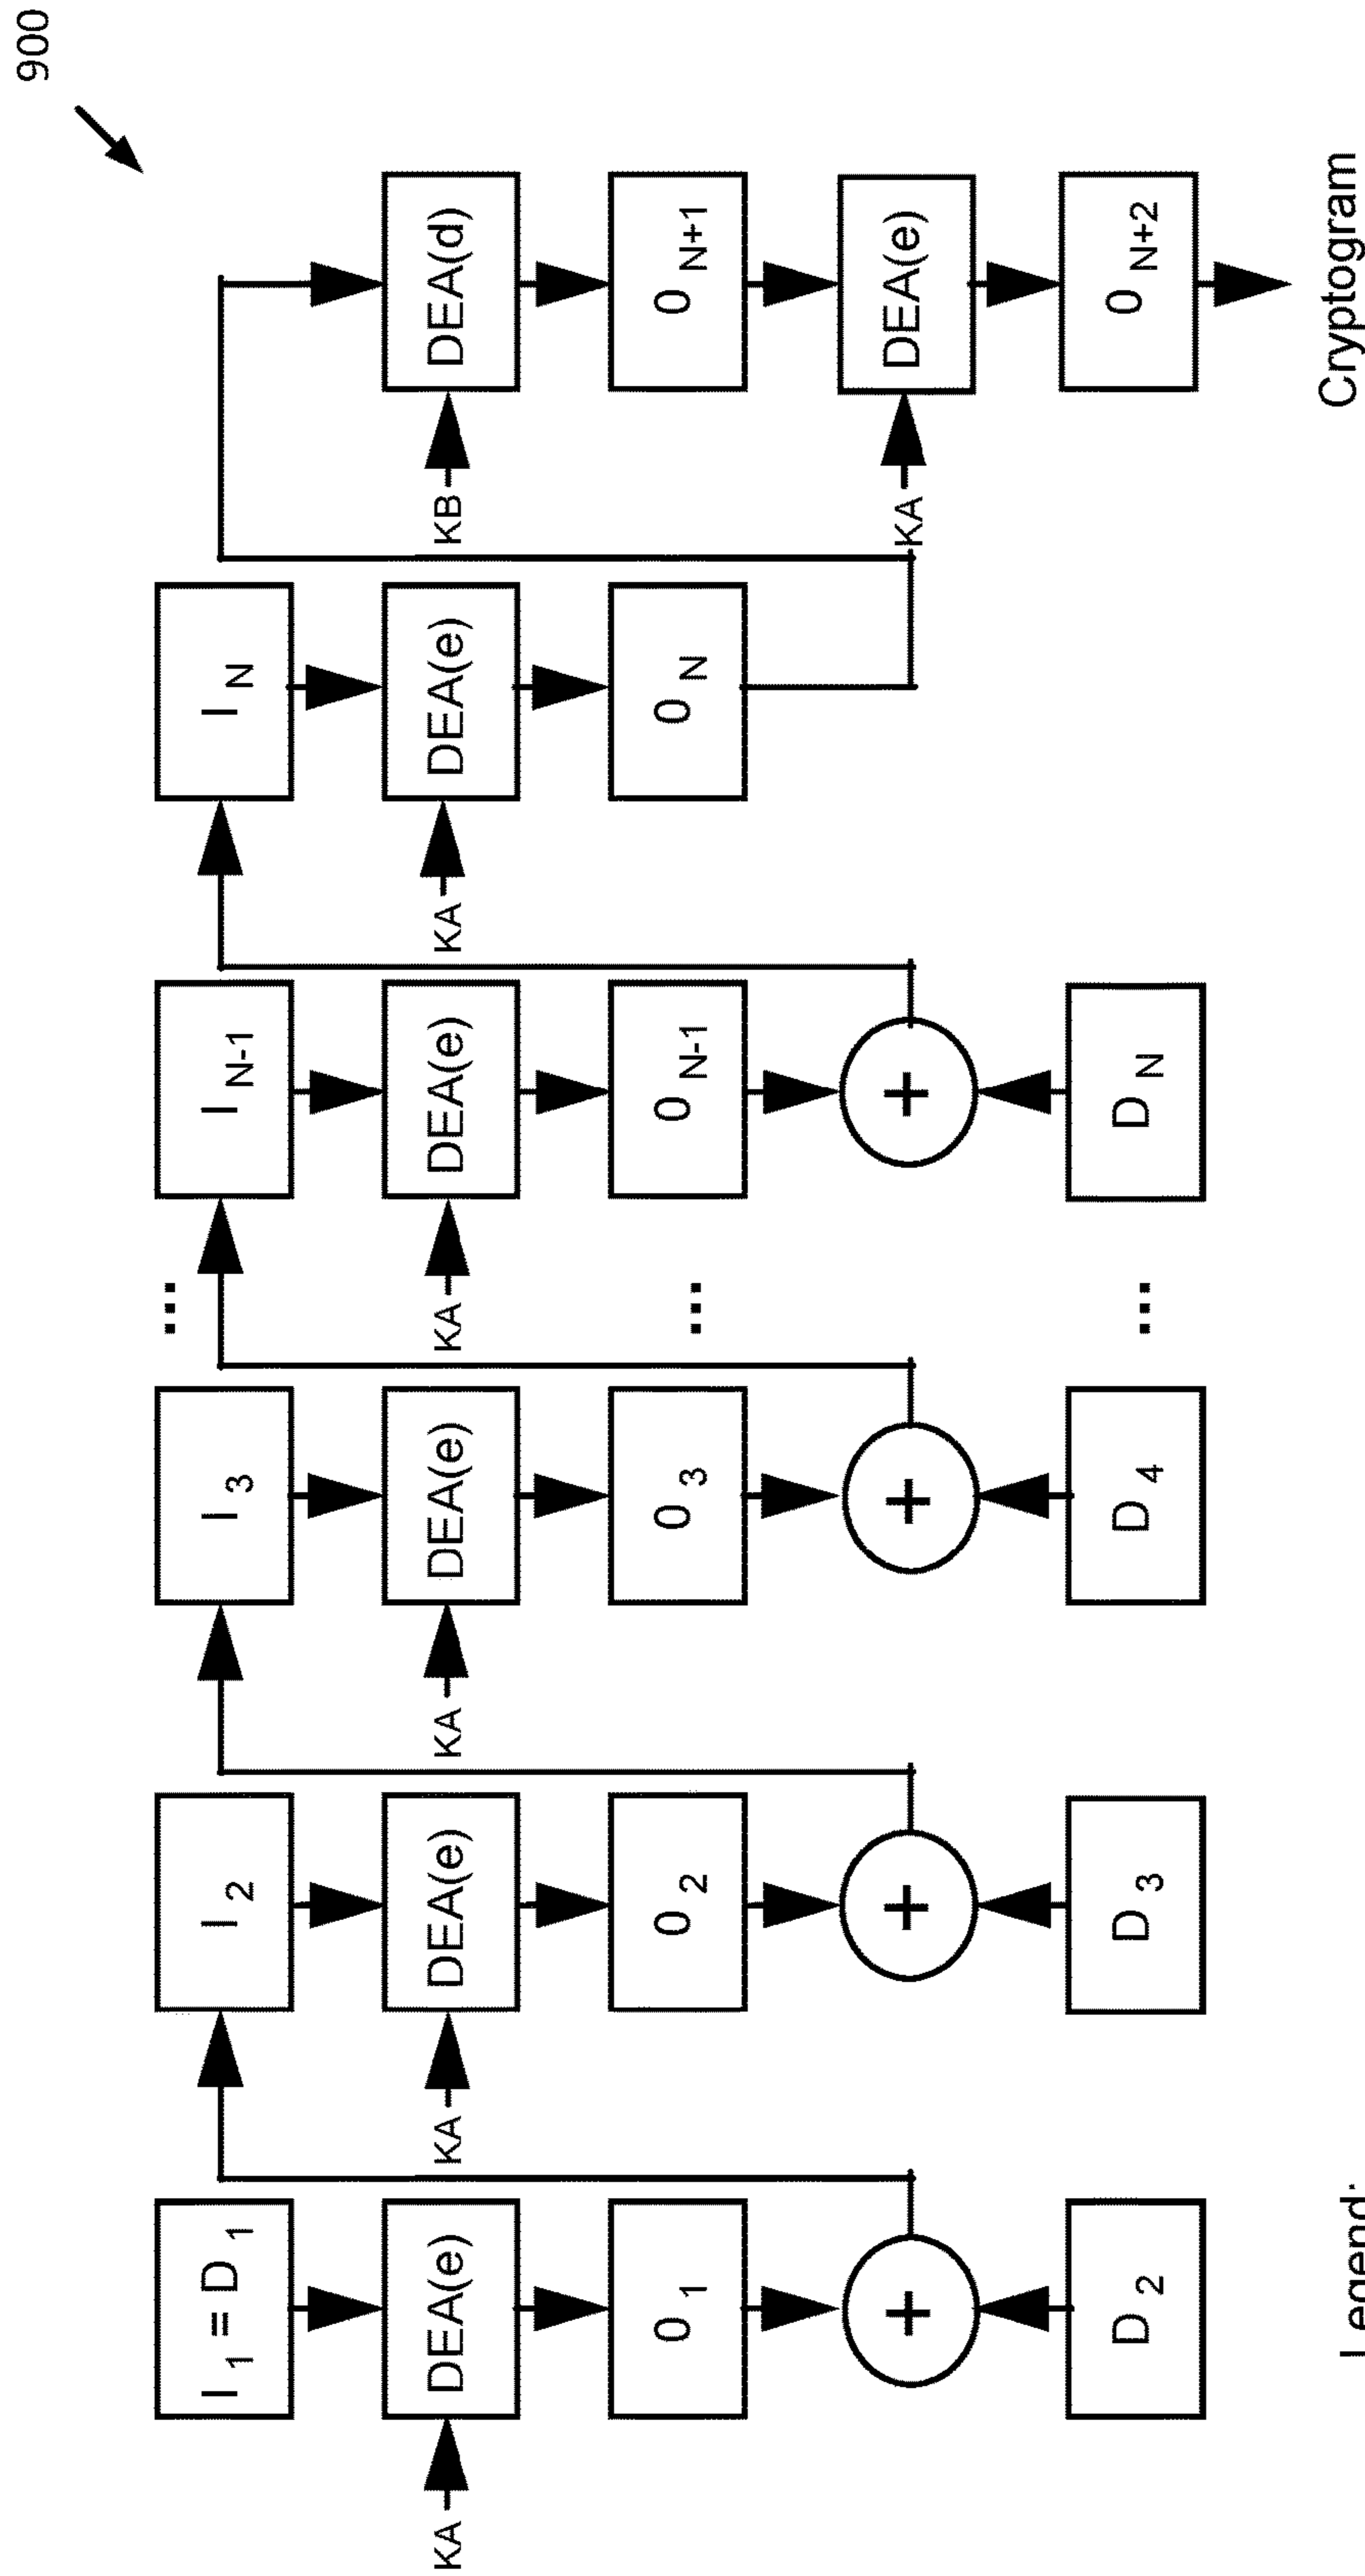 900
I 1 = D 1
I 2
I 3
...
I N-1
I N
KA
DEA(e)
KA
DEA(e)
KA
DEA(e)
KA
DEA(e)
KA
DEA(e)
KB
DEA(d)
0 1
0 2
0 3
...
0 N-1
0 N
0 N+1
+
+
+
+
KA
DEA(e)
D 2
D 3
D 4
...
D N
0 N+2
Legend:
Cryptogram